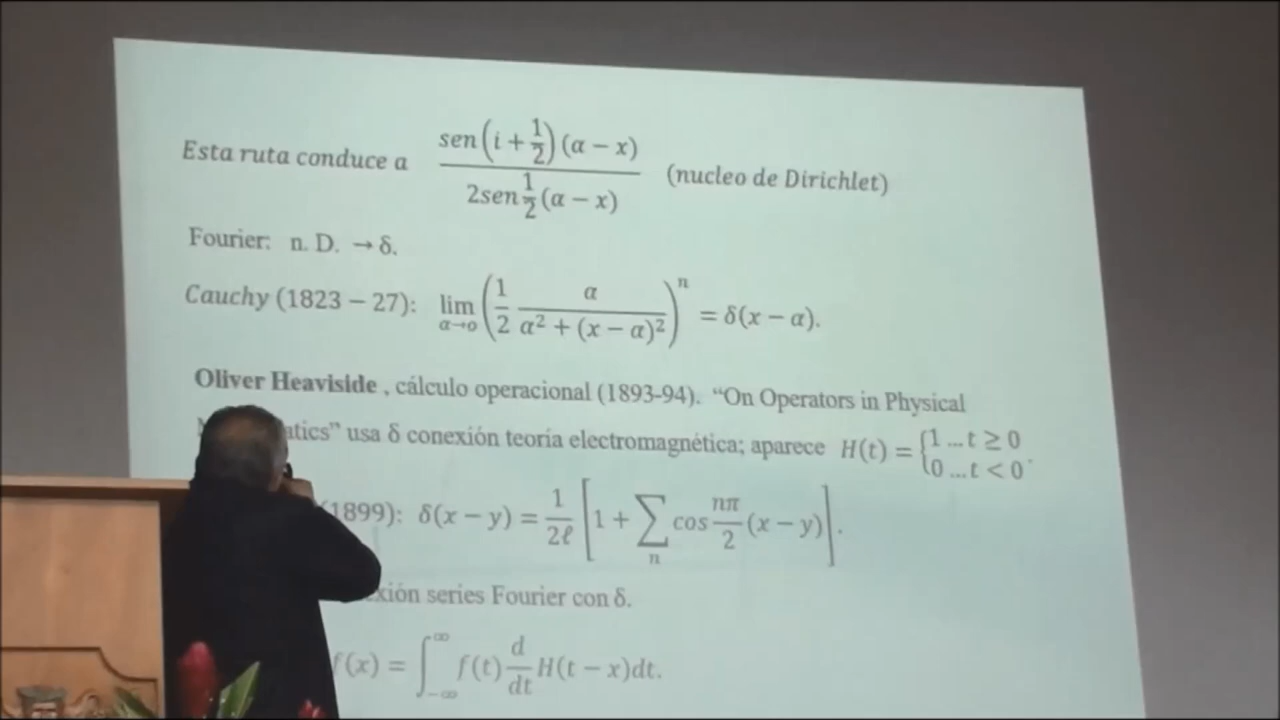 Esta ruta conduce a sen(i + 1/2)(α − x) / 2sen 1/2 (α − x) (nucleo de Dirichlet)
Fourier: n. D. → δ.
Cauchy (1823 − 27): lim α→o (1/2 α / α² + (x − α)²)ⁿ = δ(x − α).
Oliver Heaviside , cálculo operacional (1893-94). “On Operators in Physical
atics” usa δ conexión teoría electromagnética; aparece H(t) = {1 ... t ≥ 0 0 ... t < 0 .
(1899): δ(x − y) = 1/2ℓ [1 + ∑ n cos nπ/2 (x − y)].
xión series Fourier con δ.
f(x) = ∫_{−∞}^{∞} f(t) d/dt H(t − x)dt.